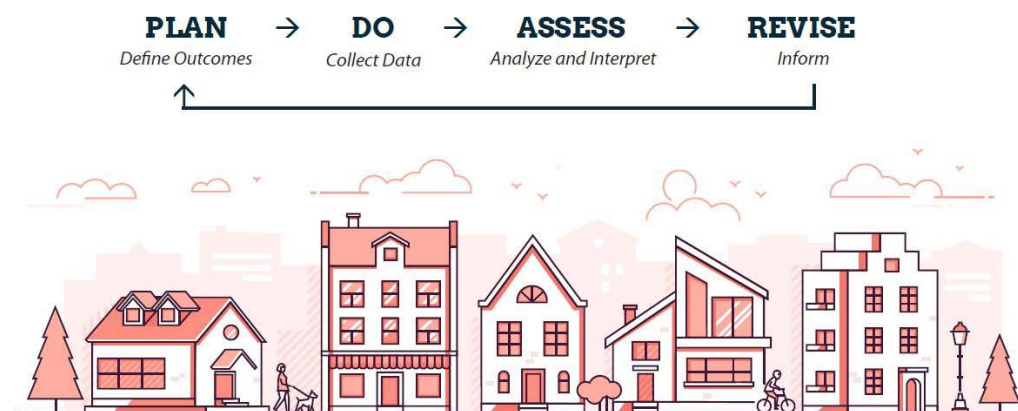 PLAN → DO → ASSESS → REVISE
Define Outcomes Collect Data Analyze and Interpret Inform